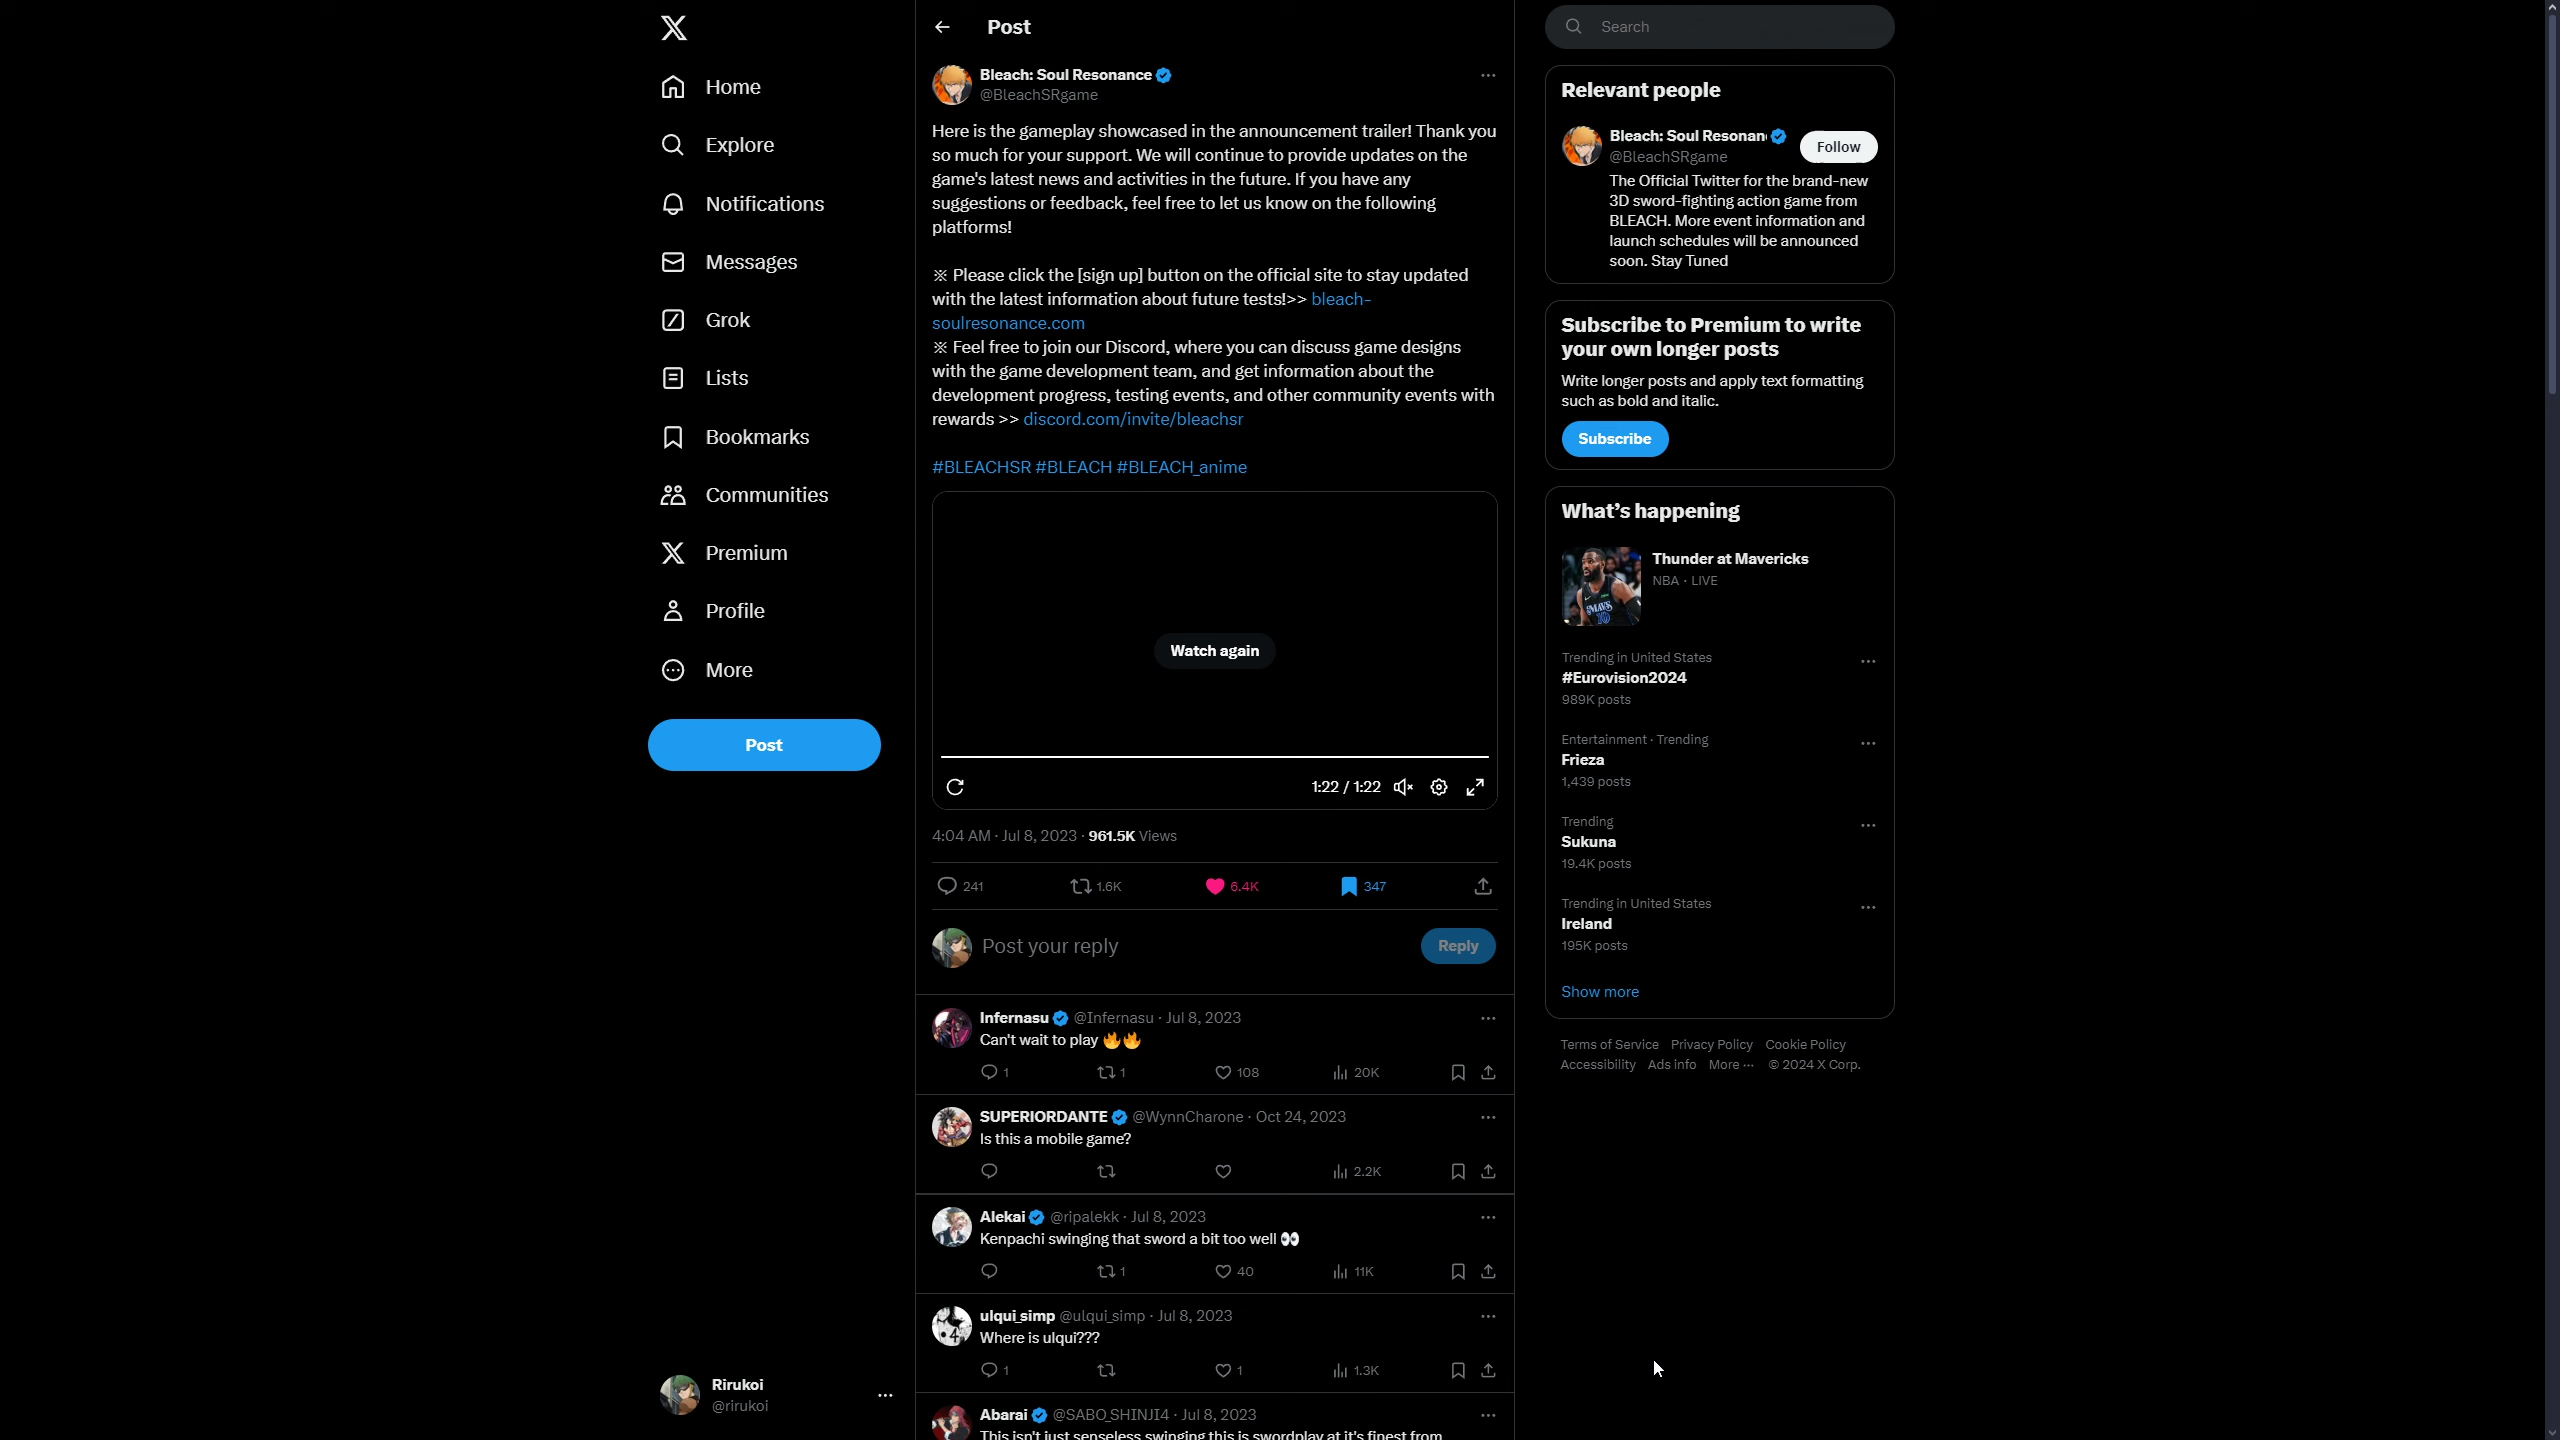 Home
Explore
Notifications
Messages
Grok
Lists
Bookmarks
Communities
Premium
Profile
More
Post
Rirukoi
@rirukoi
Post
Bleach: Soul Resonance
@BleachSRgame
Here is the gameplay showcased in the announcement trailer! Thank you
so much for your support. We will continue to provide updates on the
game's latest news and activities in the future. If you have any
suggestions or feedback, feel free to let us know on the following
platforms!
※ Please click the [sign up] button on the official site to stay updated
with the latest information about future tests!>> bleach-
soulresonance.com
※ Feel free to join our Discord, where you can discuss game designs
with the game development team, and get information about the
development progress, testing events, and other community events with
rewards >> discord.com/invite/bleachsr
#BLEACHSR #BLEACH #BLEACH_anime
Watch again
1:22 / 1:22
4:04 AM · Jul 8, 2023 · 961.5K Views
241 1.6K 6.4K 347
Post your reply
Reply
Infernasu @Infernasu · Jul 8, 2023
Can't wait to play 🔥🔥
1 1 108 20K
SUPERIORDANTE @WynnCharone · Oct 24, 2023
Is this a mobile game?
2.2K
Alekai @ripalekk · Jul 8, 2023
Kenpachi swinging that sword a bit too well 👀
1 40 11K
ulqui_simp @ulqui_simp · Jul 8, 2023
Where is ulqui???
1 1 1.3K
Abarai @SABO_SHINJI4 · Jul 8, 2023
This isn't just senseless swinging this is swordplay at it's finest from
Search
Relevant people
Bleach: Soul Resonan
@BleachSRgame
Follow
The Official Twitter for the brand-new
3D sword-fighting action game from
BLEACH. More event information and
launch schedules will be announced
soon. Stay Tuned
Subscribe to Premium to write
your own longer posts
Write longer posts and apply text formatting
such as bold and italic.
Subscribe
What's happening
Thunder at Mavericks
NBA · LIVE
MAVS
10
Trending in United States
#Eurovision2024
989K posts
Entertainment · Trending
Frieza
1,439 posts
Trending
Sukuna
19.4K posts
Trending in United States
Ireland
195K posts
Show more
Terms of Service Privacy Policy Cookie Policy
Accessibility Ads info More ··· © 2024 X Corp.